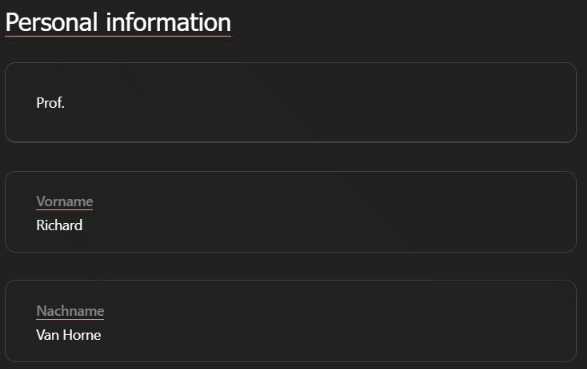 Personal information
Prof.
Vorname
Richard
Nachname
Van Horne